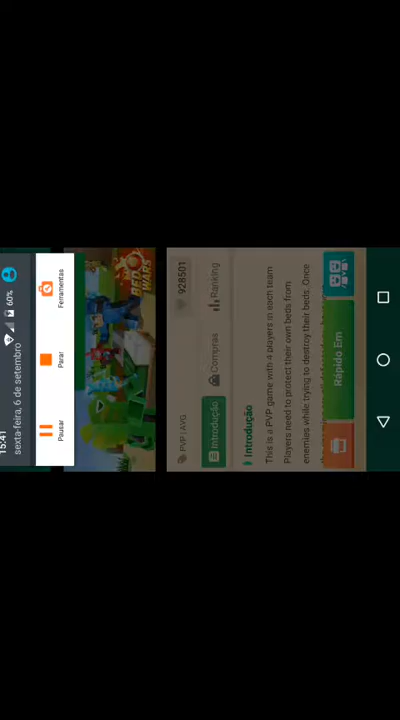 15:41
60%
sexta-feira, 6 de setembro
Pausar
Parar
Ferramentas
BED WARS
PVP | AVG
928501
Introdução
Compras
Ranking
Introdução
This is a PVP game with 4 players in each team
Players need to protect their own beds from
enemies while trying to destroy their beds. Once
Rápido Em